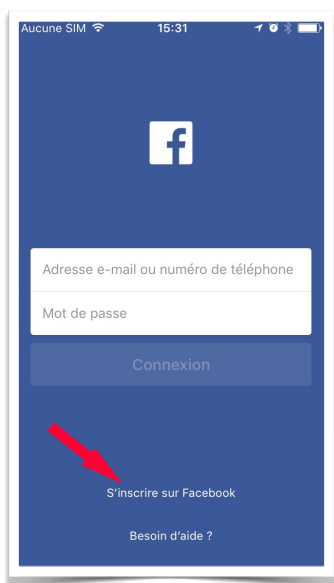 Aucune SIM 15:31
f
Adresse e-mail ou numéro de téléphone
Mot de passe
Connexion
S'inscrire sur Facebook
Besoin d'aide ?